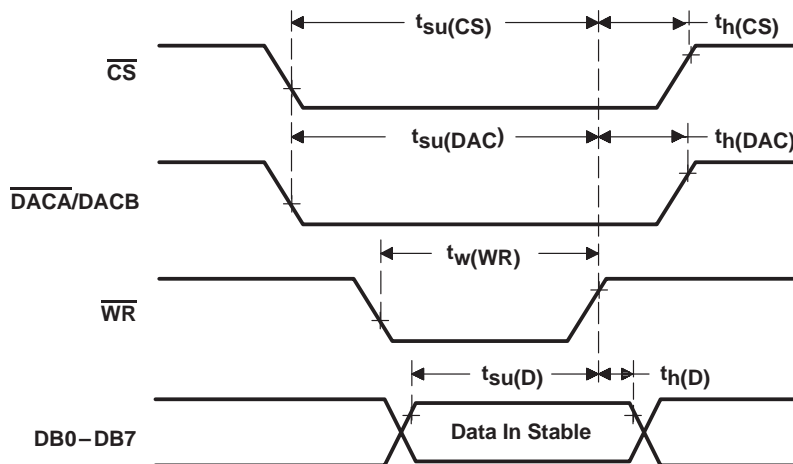 tsu(CS) th(CS)
CS
tsu(DAC) th(DAC)
DACA/DACB
tw(WR)
WR
tsu(D) th(D)
DB0–DB7 Data In Stable